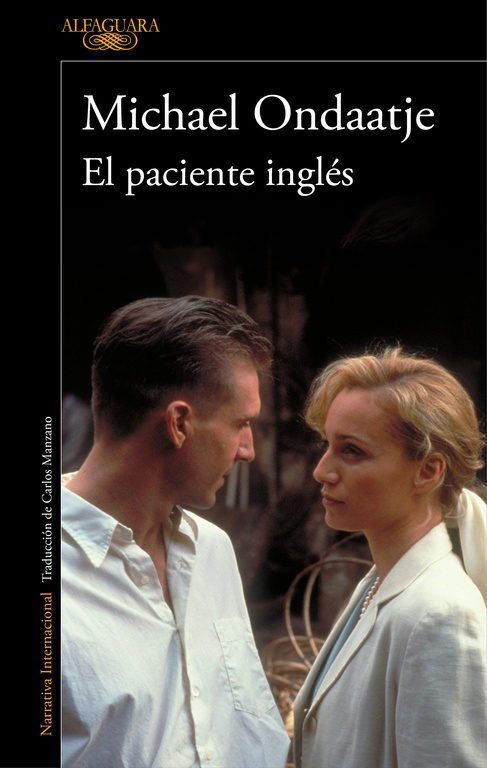 ALFAGUARA
Michael Ondaatje
El paciente inglés
Narrativa Internacional Traducción de Carlos Manzano